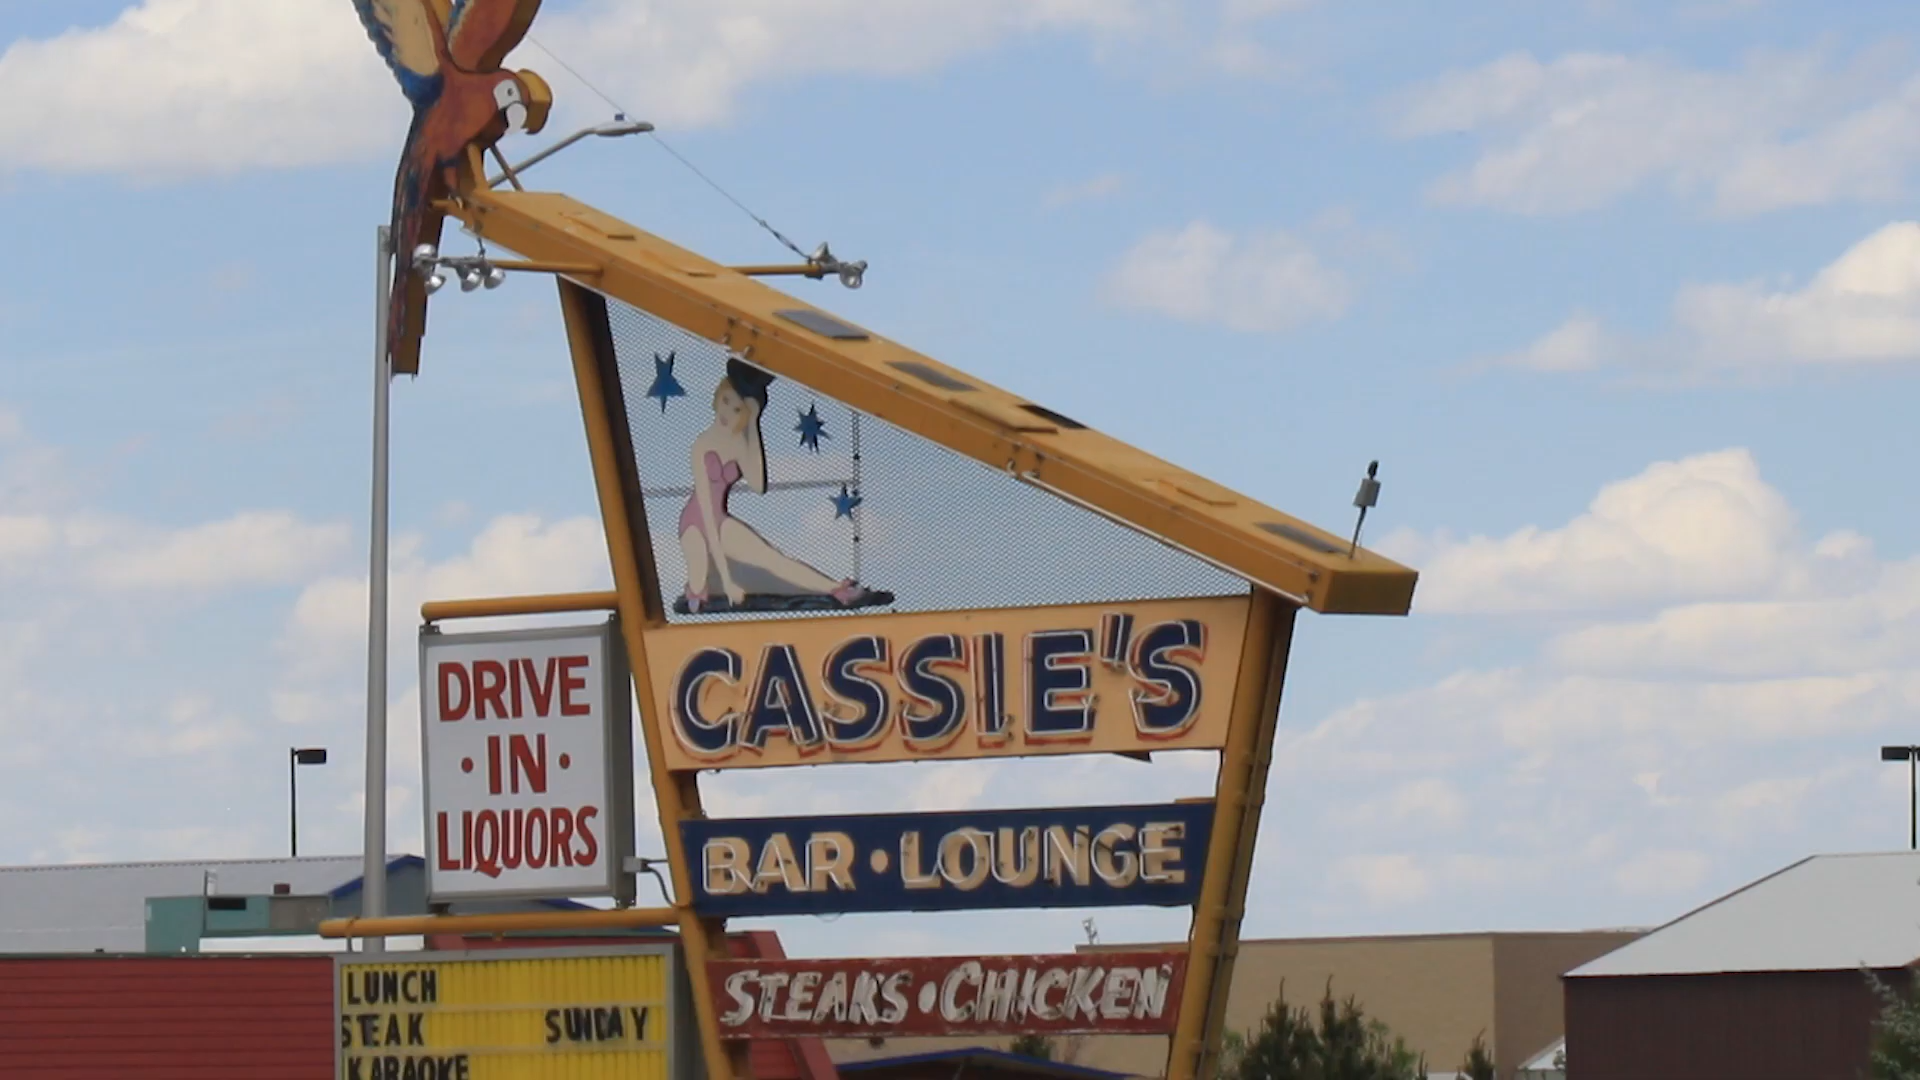 CASSIE'S
DRIVE
·IN·
LIQUORS
BAR·LOUNGE
STEAKS·CHICKEN
LUNCH
STEAK SUNDAY
KARAOKE